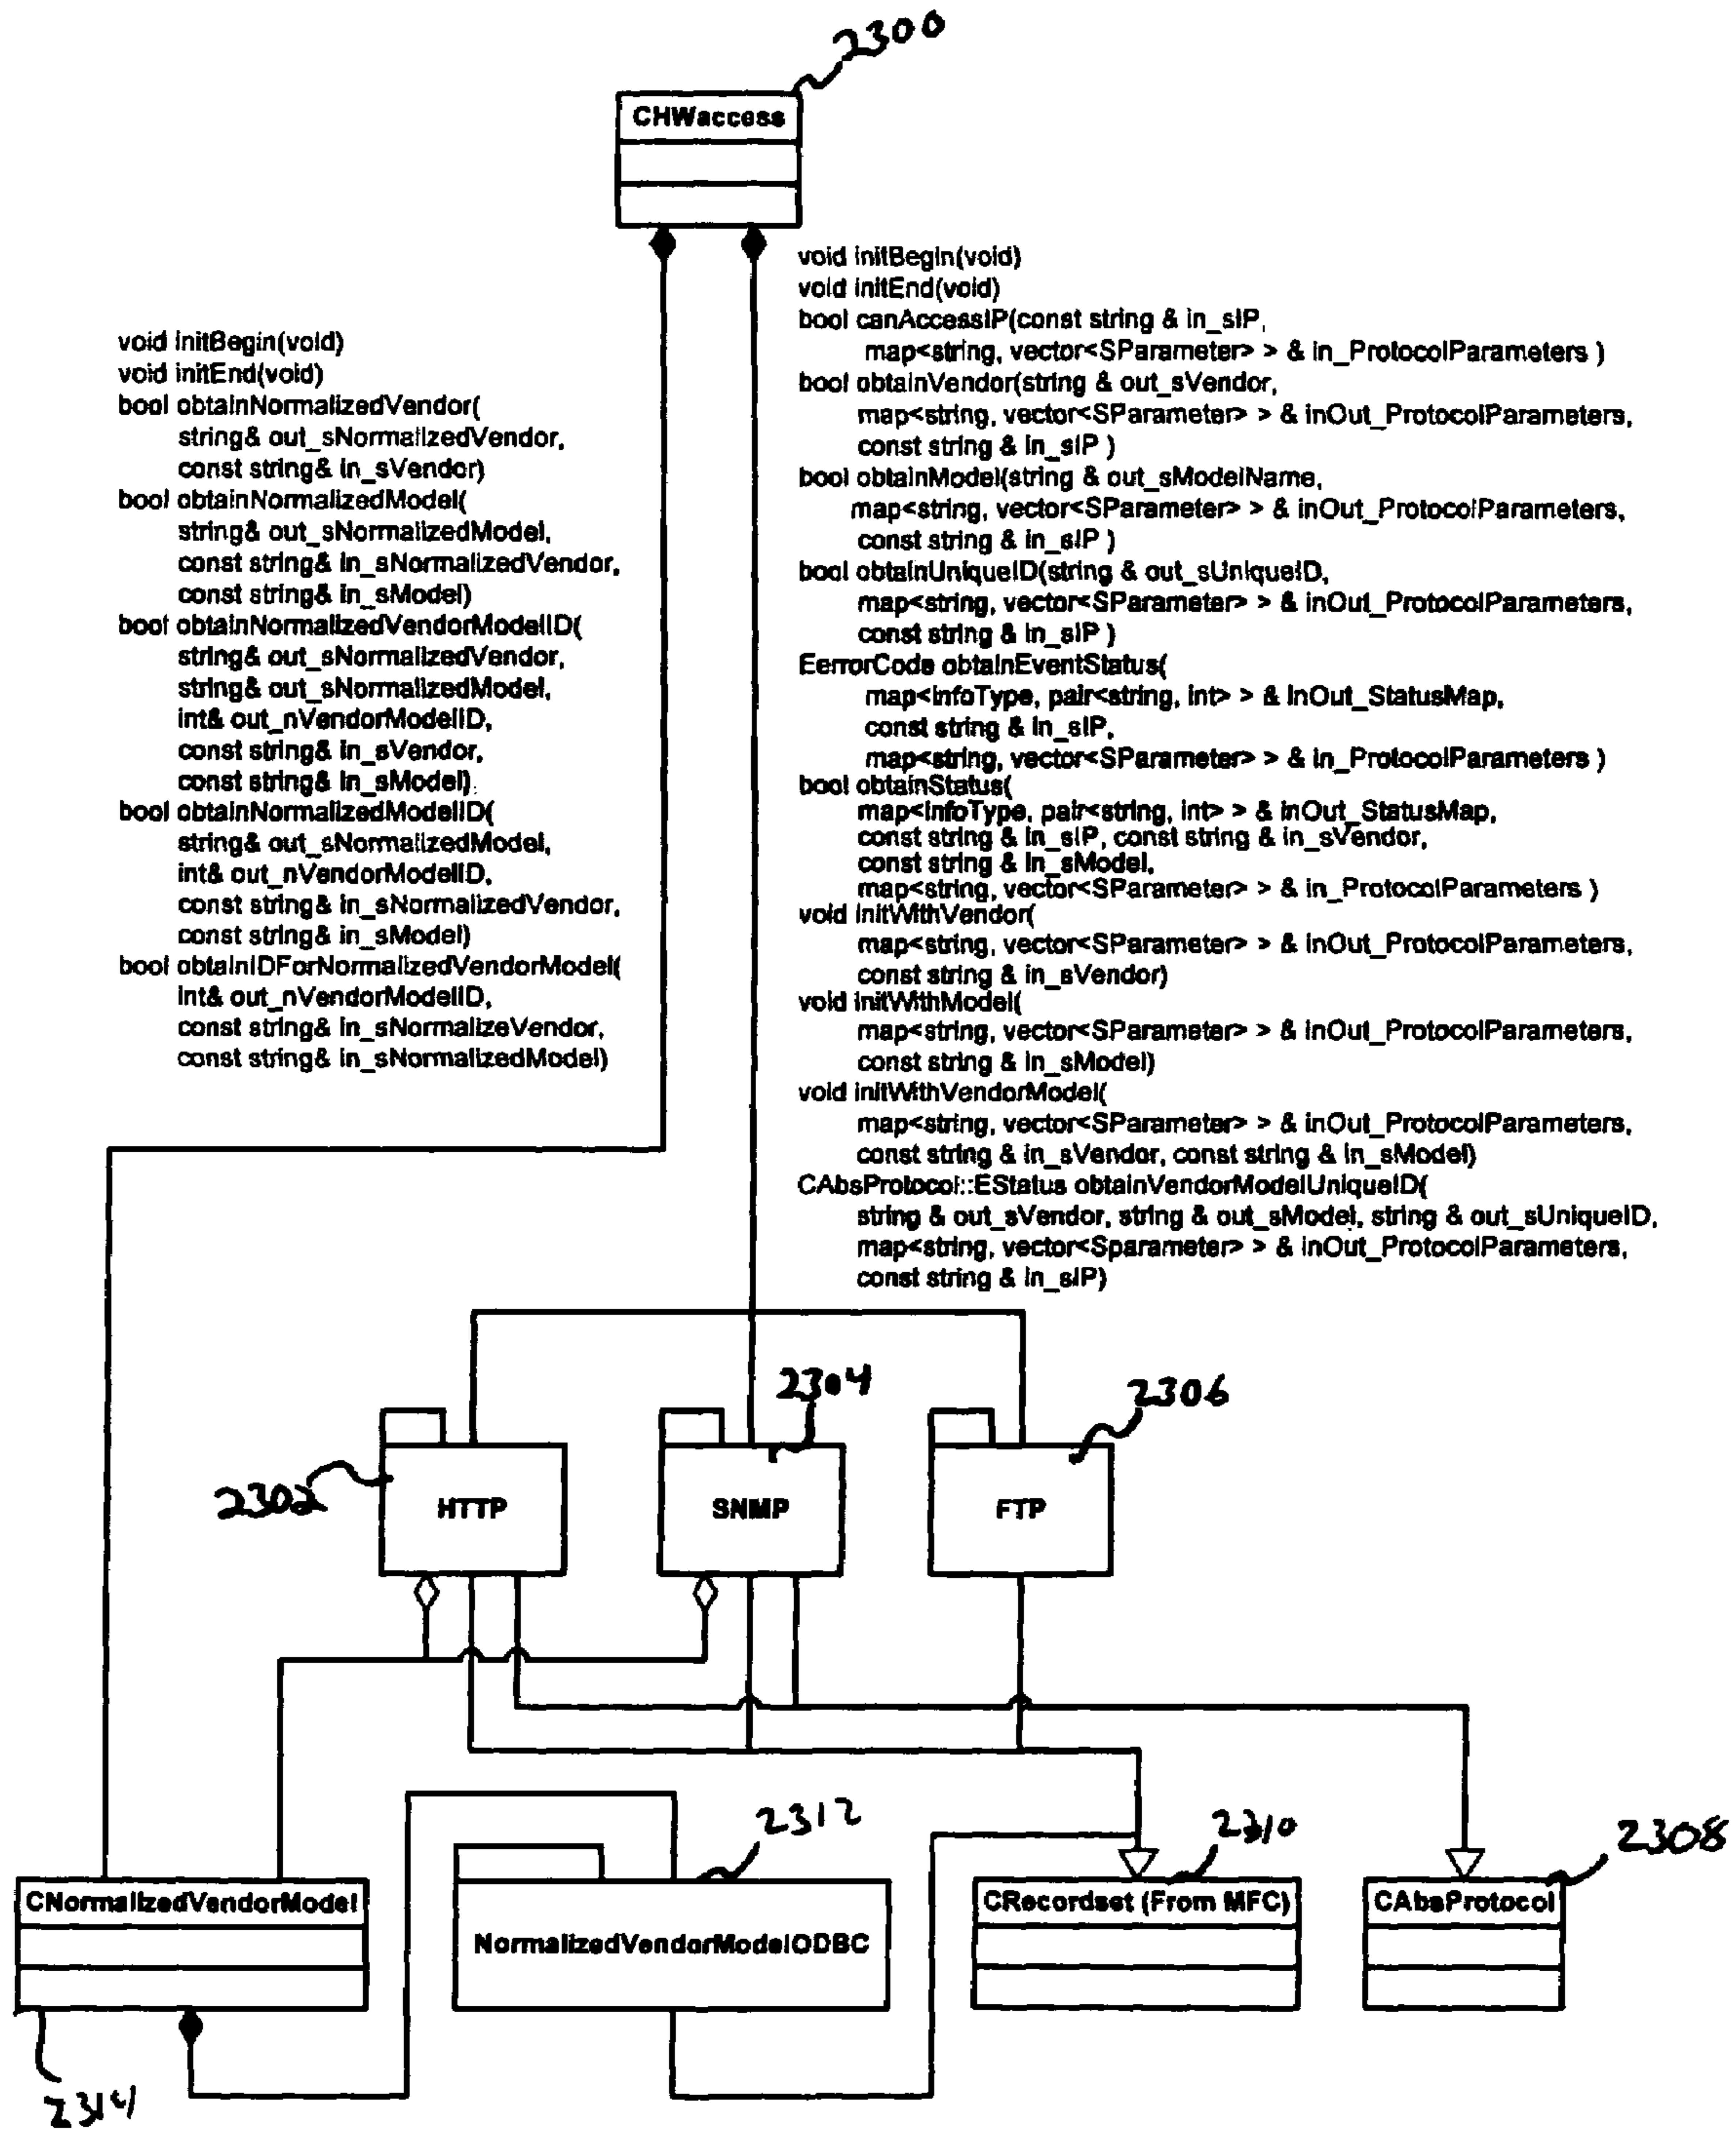 2300
CHWaccess
void initBegin(void)
void initEnd(void)
bool obtainNormalizedVendor(
string& out_sNormalizedVendor,
const string& in_sVendor)
bool obtainNormalizedModel(
string& out_sNormalizedModel,
const string& in_sNormalizedVendor,
const string& in_sModel)
bool obtainNormalizedVendorModelID(
string& out_sNormalizedVendor,
string& out_sNormalizedModel,
int& out_nVendorModelID,
const string& in_sVendor,
const string& in_sModel)
bool obtainNormalizedModelID(
string& out_sNormalizedModel,
int& out_nVendorModelID,
const string& in_sNormalizedVendor,
const string& in_sModel)
bool obtainIDForNormalizedVendorModel(
int& out_nVendorModelID,
const string& in_sNormalizeVendor,
const string& in_sNormalizedModel)
void initBegin(void)
void initEnd(void)
bool canAccessIP(const string & in_sIP,
map<string, vector<SParameter> > & in_ProtocolParameters )
bool obtainVendor(string & out_sVendor,
map<string, vector<SParameter> > & inOut_ProtocolParameters,
const string & in_sIP )
bool obtainModel(string & out_sModelName,
map<string, vector<SParameter> > & inOut_ProtocolParameters,
const string & in_sIP )
bool obtainUniqueID(string & out_sUniqueID,
map<string, vector<SParameter> > & inOut_ProtocolParameters,
const string & in_sIP )
EerrorCode obtainEventStatus(
map<infoType, pair<string, int> > & inOut_StatusMap,
const string & in_sIP,
map<string, vector<SParameter> > & in_ProtocolParameters )
bool obtainStatus(
map<infoType, pair<string, int> > & inOut_StatusMap,
const string & in_sIP, const string & in_sVendor,
const string & in_sModel,
map<string, vector<SParameter> > & in_ProtocolParameters )
void initWithVendor(
map<string, vector<SParameter> > & inOut_ProtocolParameters,
const string & in_sVendor)
void initWithModel(
map<string, vector<SParameter> > & inOut_ProtocolParameters,
const string & in_sModel)
void initWithVendorModel(
map<string, vector<SParameter> > & inOut_ProtocolParameters,
const string & in_sVendor, const string & in_sModel)
CAbsProtocol::EStatus obtainVendorModelUniqueID(
string & out_sVendor, string & out_sModel, string & out_sUniqueID,
map<string, vector<Sparameter> > & inOut_ProtocolParameters,
const string & in_sIP)
2304
2306
2302
HTTP
SNMP
FTP
2312
2310
2308
CNormalizedVendorModel
NormalizedVendorModelODBC
CRecordset (From MFC)
CAbsProtocol
2314